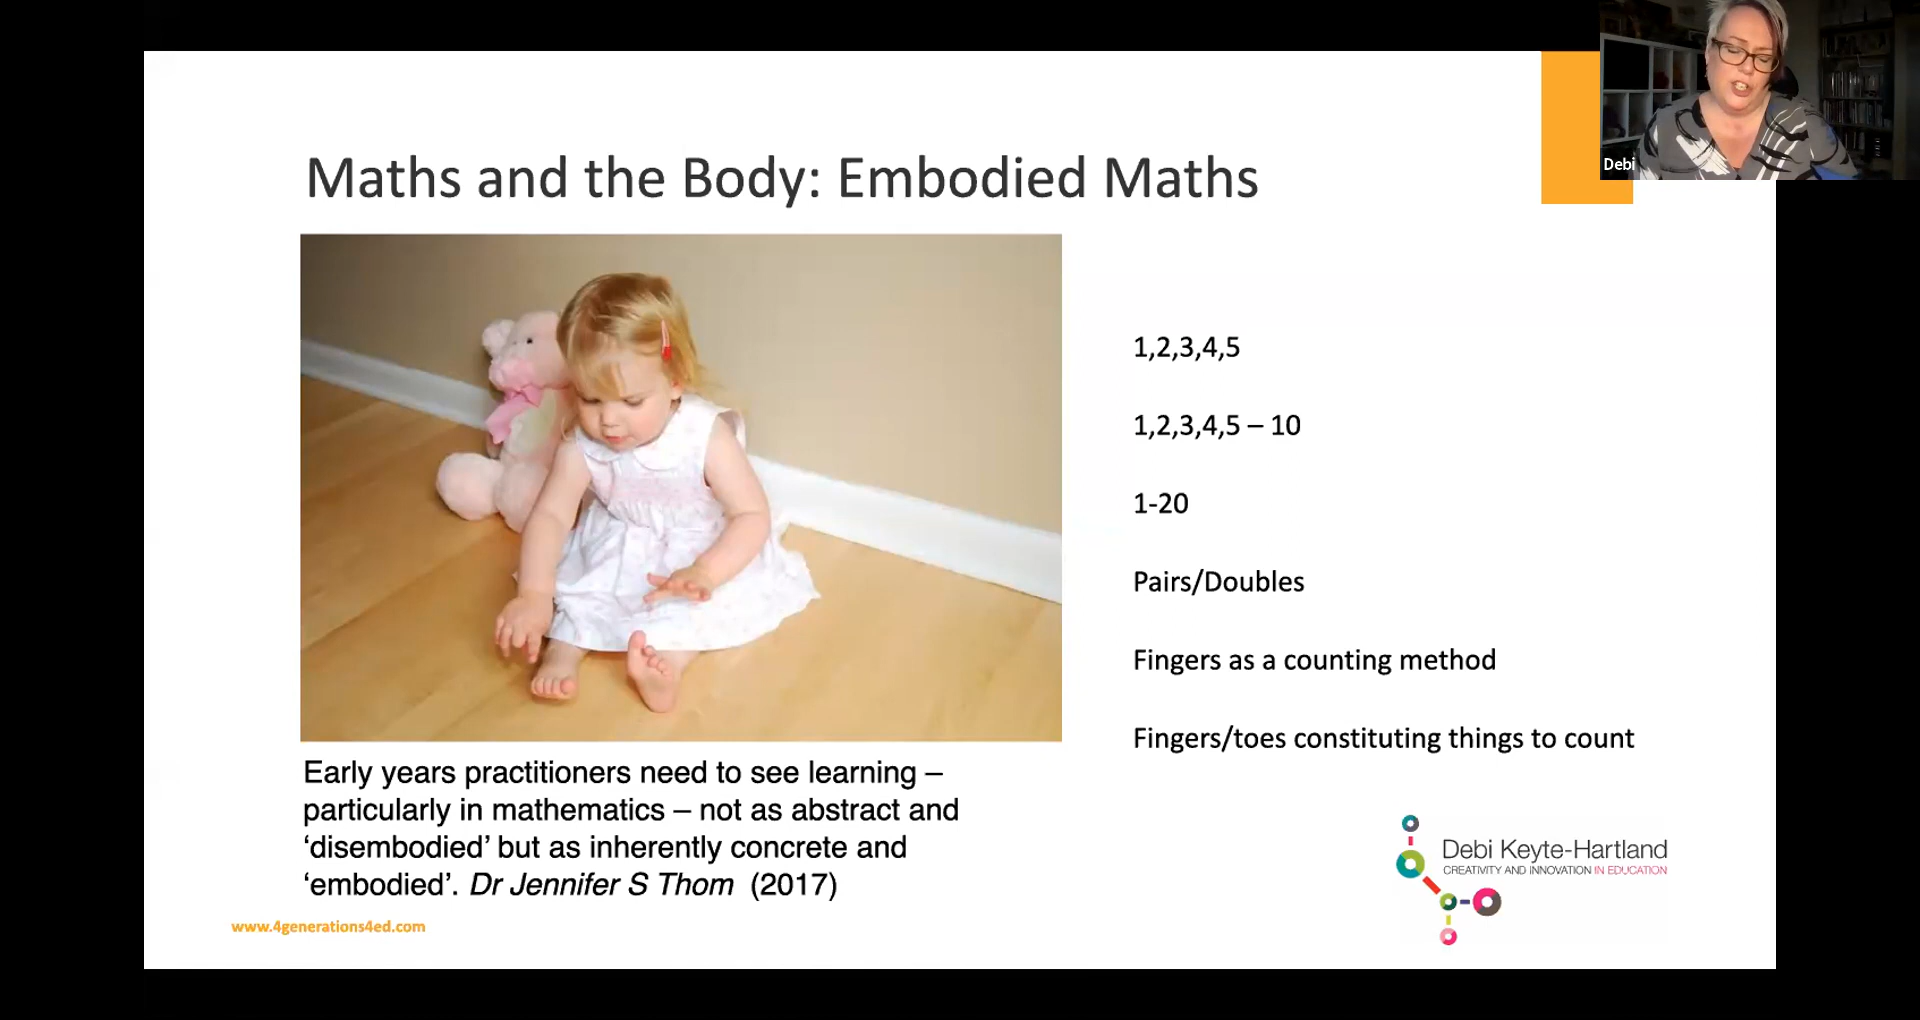 Debi
Maths and the Body: Embodied Maths
1,2,3,4,5
1,2,3,4,5 – 10
1-20
Pairs/Doubles
Fingers as a counting method
Fingers/toes constituting things to count
Early years practitioners need to see learning –
particularly in mathematics – not as abstract and
‘disembodied’ but as inherently concrete and
‘embodied’. Dr Jennifer S Thom (2017)
Debi Keyte-Hartland
CREATIVITY AND INNOVATION IN EDUCATION
www.4generations4ed.com